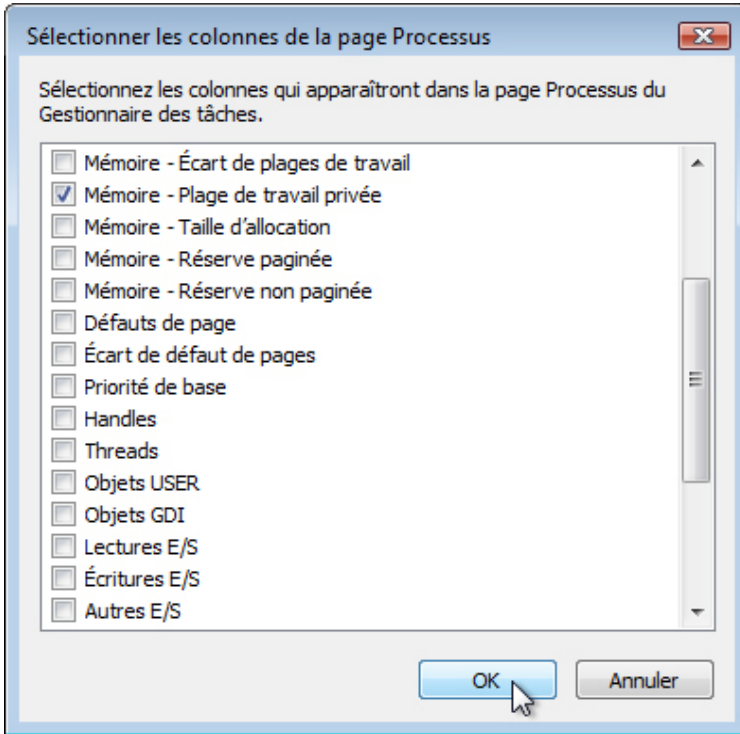 Sélectionner les colonnes de la page Processus
Sélectionnez les colonnes qui apparaîtront dans la page Processus du
Gestionnaire des tâches.
Mémoire - Écart de plages de travail
Mémoire - Plage de travail privée
Mémoire - Taille d'allocation
Mémoire - Réserve paginée
Mémoire - Réserve non paginée
Défauts de page
Écart de défaut de pages
Priorité de base
Handles
Threads
Objets USER
Objets GDI
Lectures E/S
Écritures E/S
Autres E/S
OK
Annuler